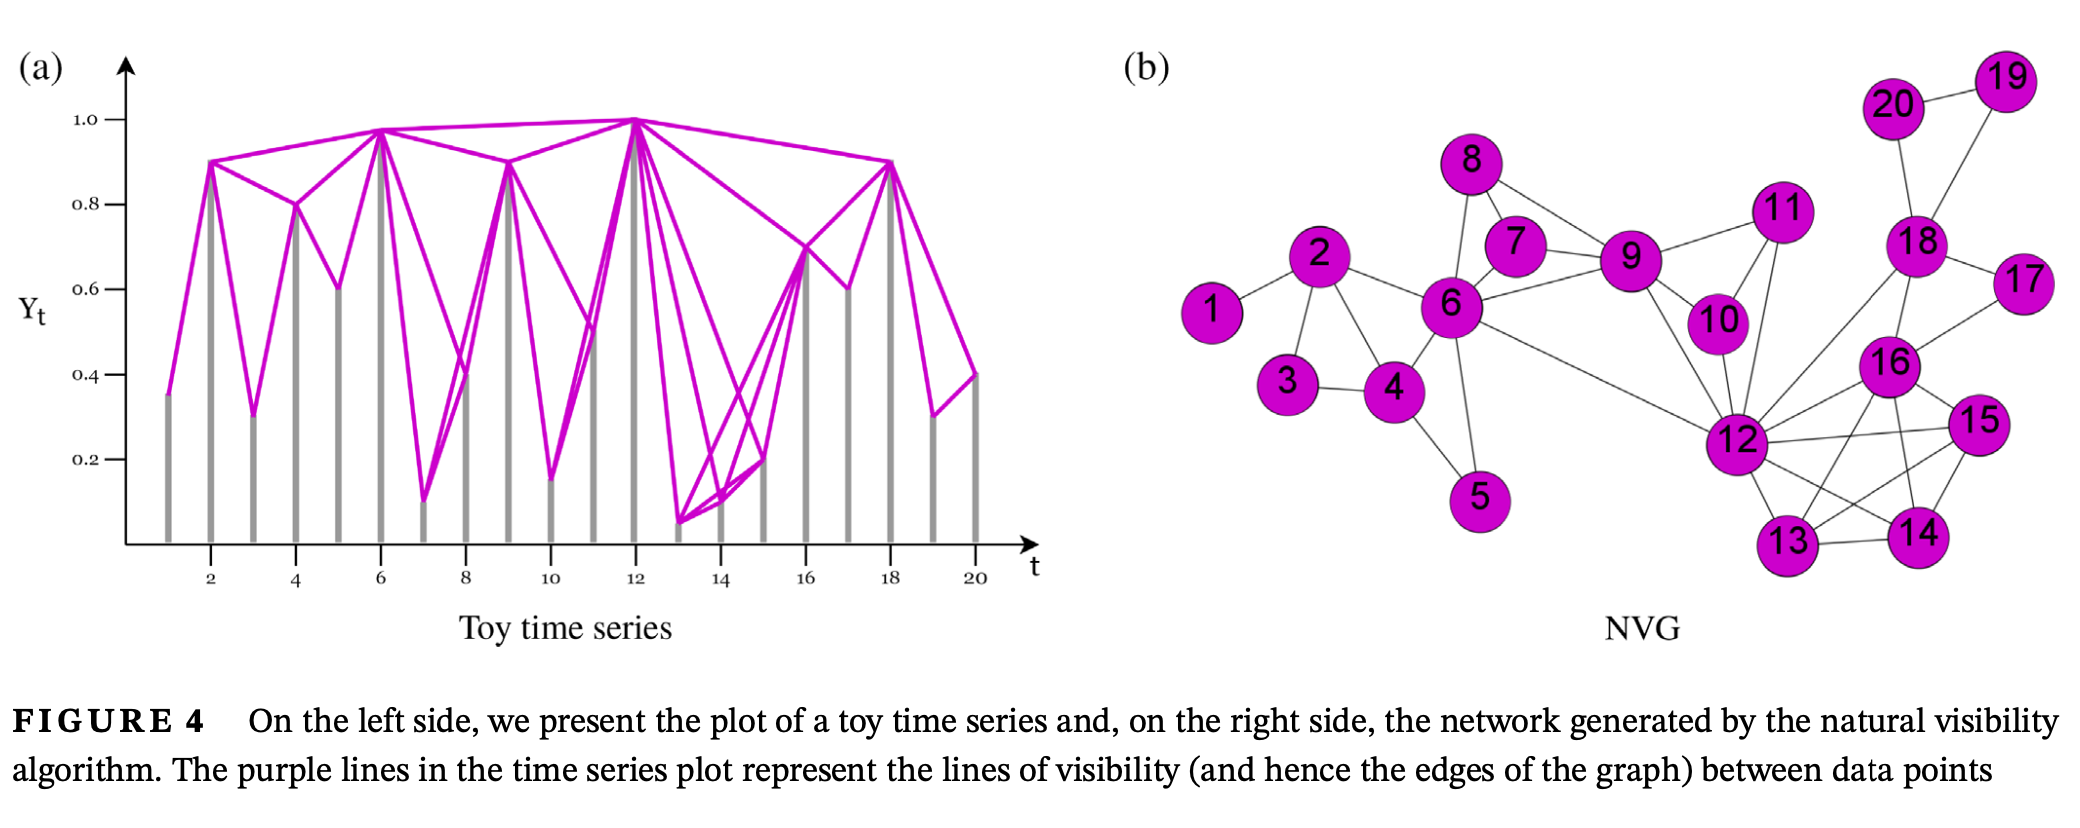 (a)
1.0
0.8
0.6
0.4
0.2
Yt
2 4 6 8 10 12 14 16 18 20
t
Toy time series
(b)
19
20
8
11
7
18
2
9
17
6
1
10
16
3
4
15
12
5
14
13
NVG
FIGURE 4 On the left side, we present the plot of a toy time series and, on the right side, the network generated by the natural visibility
algorithm. The purple lines in the time series plot represent the lines of visibility (and hence the edges of the graph) between data points